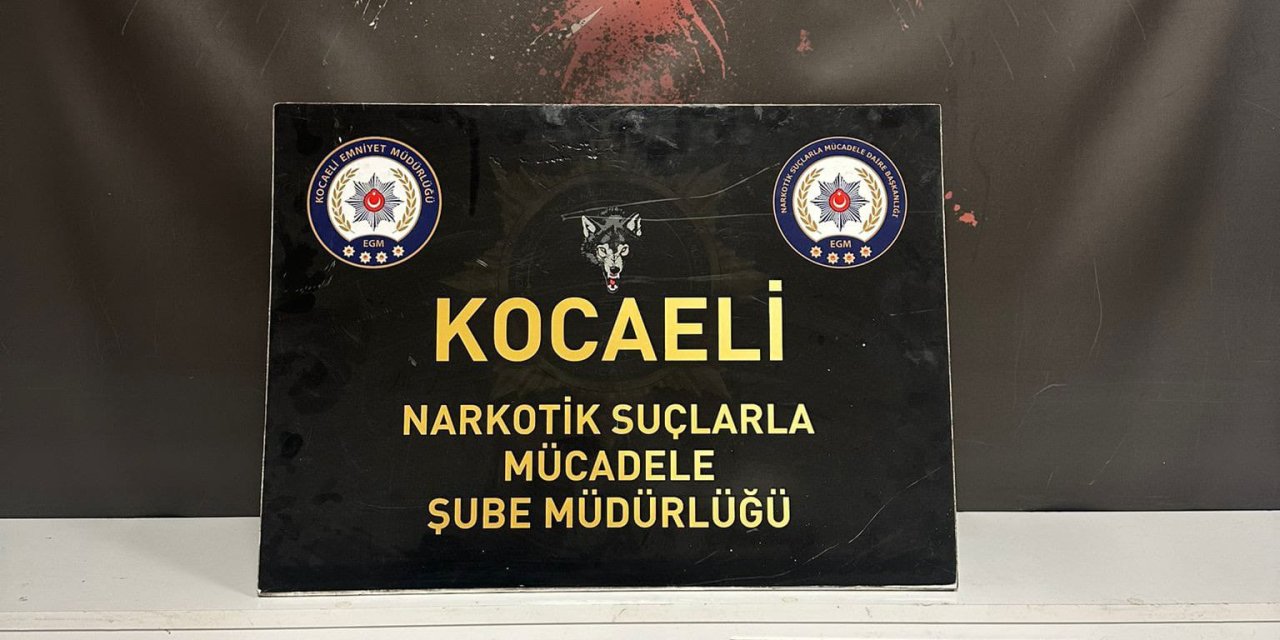 KOCAELİ EMNİYET MÜDÜRLÜĞÜ
EGM
NARKOTİK SUÇLARLA MÜCADELE DAİRE BAŞKANLIĞI
EGM
KOCAELİ
NARKOTİK SUÇLARLA
MÜCADELE
ŞUBE MÜDÜRLÜĞÜ